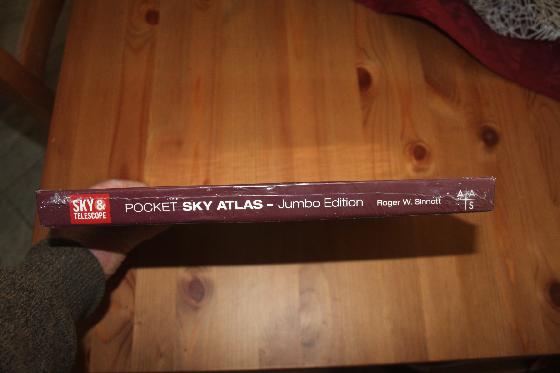 SKY &
TELESCOPE
POCKET SKY ATLAS – Jumbo Edition
Roger W. Sinnott
A A
S